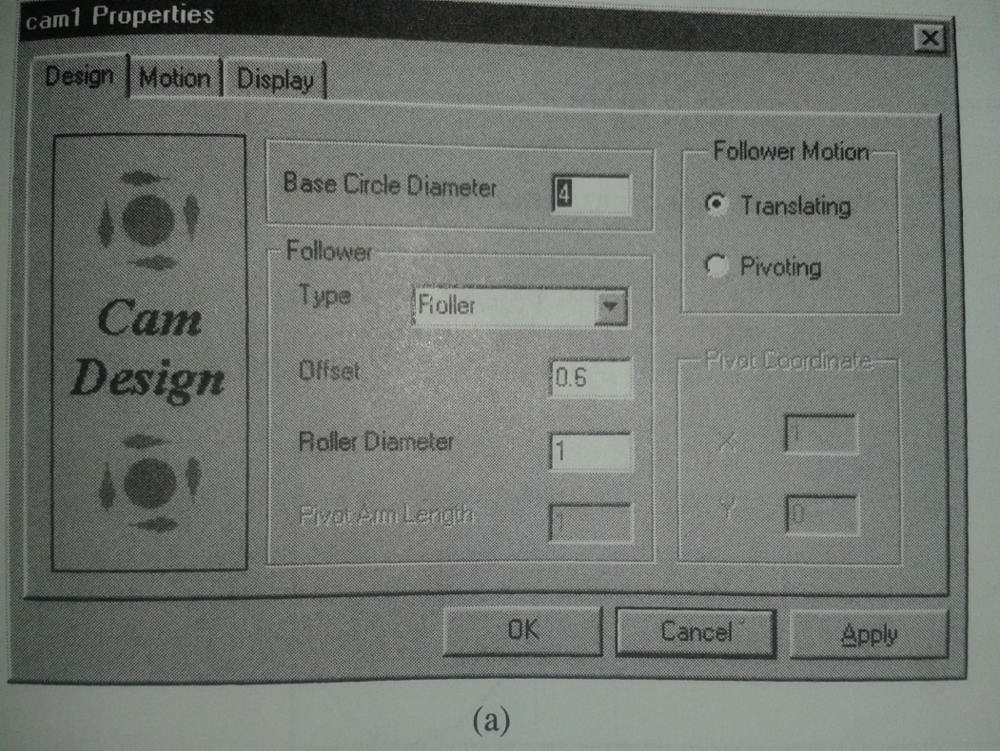 cam1 Properties
Design Motion Display
Cam
Design
Base Circle Diameter 4
Follower
Type Roller
Offset 0.6
Roller Diameter 1
Pivot Arm Length 1
Follower Motion
Translating
Pivoting
Pivot Coordinate
X 1
Y 0
OK Cancel Apply
(a)